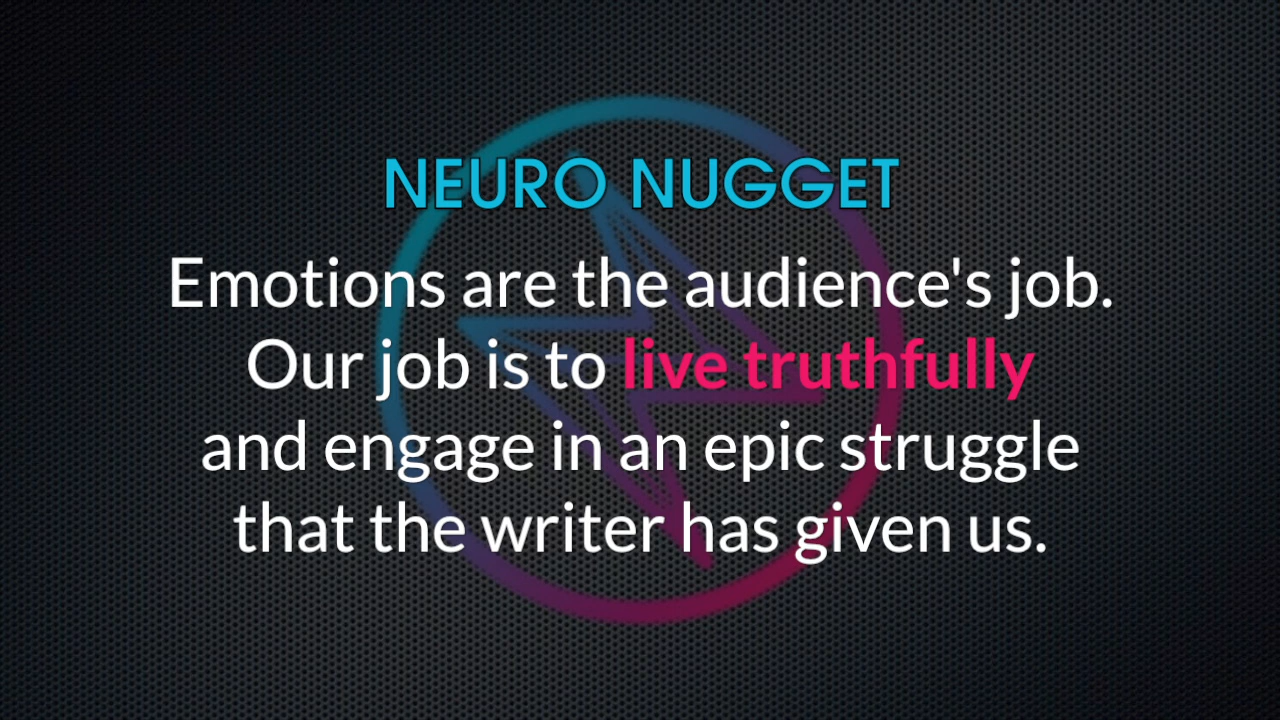 NEURO NUGGET
Emotions are the audience's job.
Our job is to live truthfully
and engage in an epic struggle
that the writer has given us.